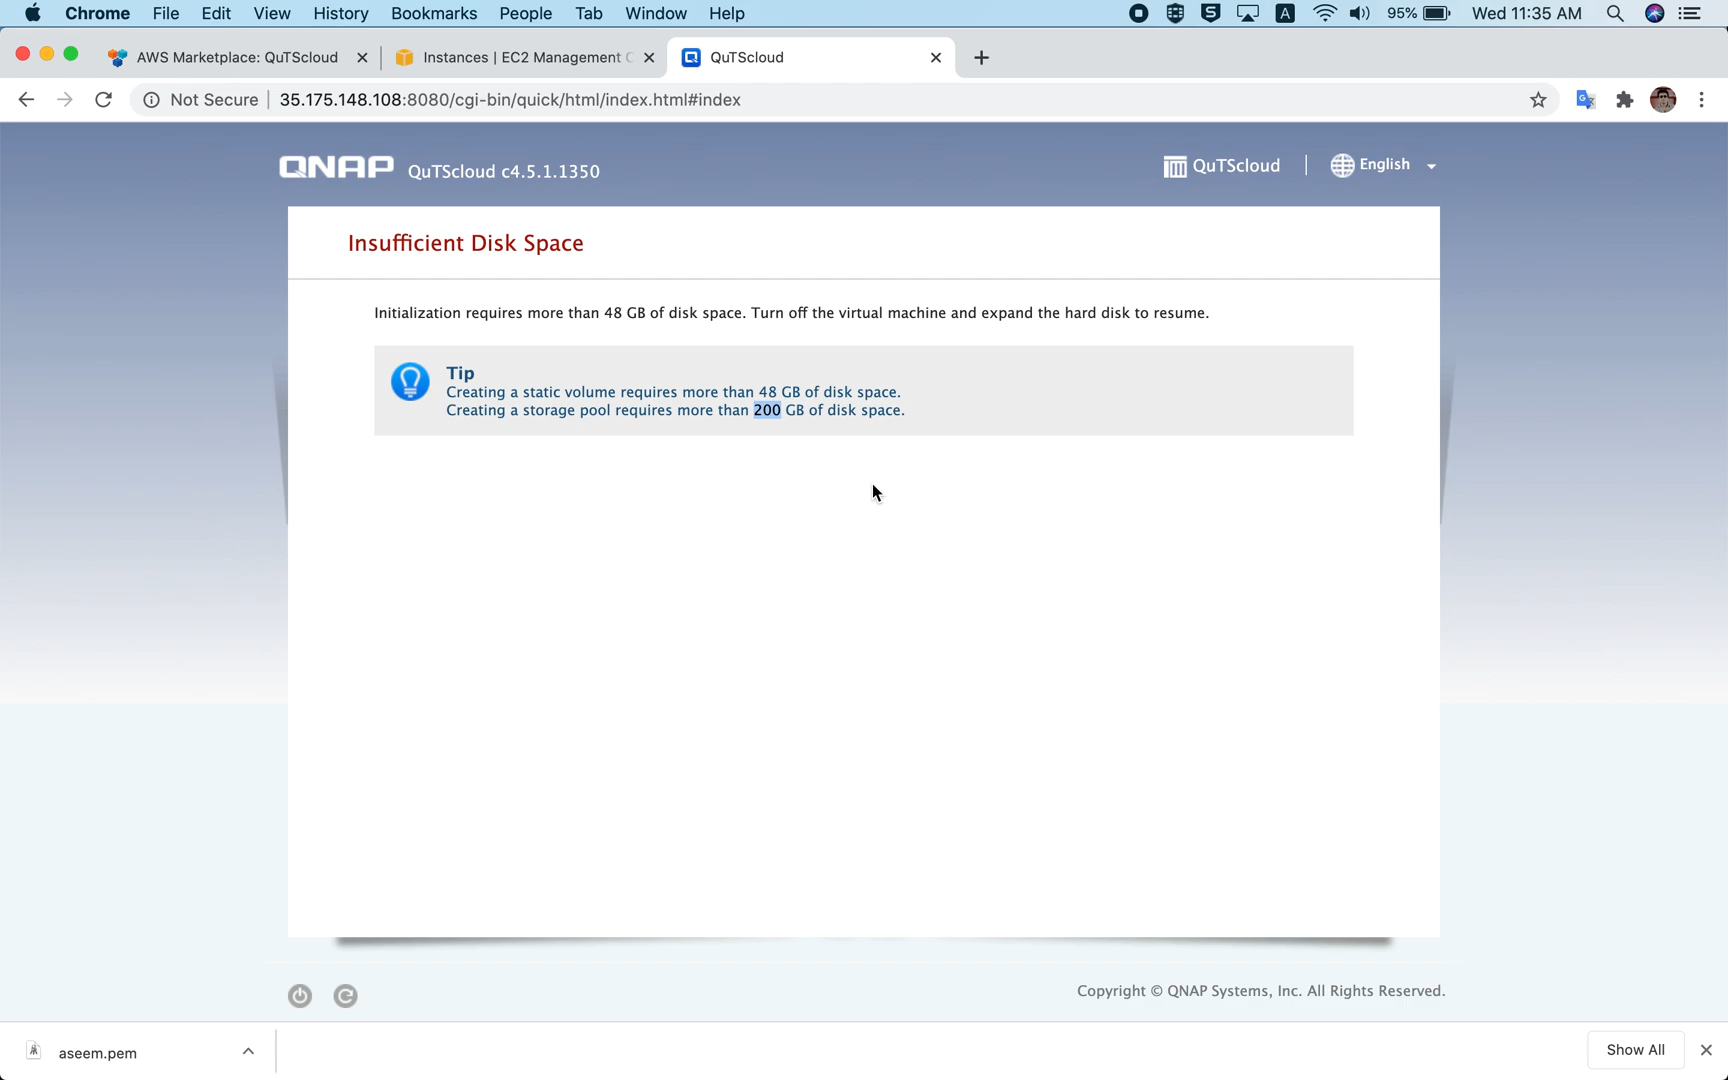 Chrome File Edit View History Bookmarks People Tab Window Help 95% Wed 11:35 AM
AWS Marketplace: QuTScloud Instances | EC2 Management C QuTScloud
Not Secure 35.175.148.108:8080/cgi-bin/quick/html/index.html#index
QNAP QuTScloud c4.5.1.1350 QuTScloud English
Insufficient Disk Space
Initialization requires more than 48 GB of disk space. Turn off the virtual machine and expand the hard disk to resume.
Tip
Creating a static volume requires more than 48 GB of disk space.
Creating a storage pool requires more than 200 GB of disk space.
Copyright © QNAP Systems, Inc. All Rights Reserved.
aseem.pem Show All